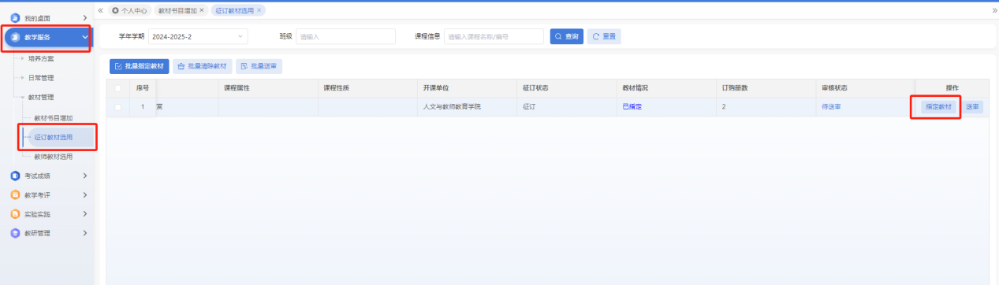 我的桌面
教学服务
培养方案
日常管理
教材管理
教材书目增加
征订教材选用
教师教材选用
考试成绩
教学考评
实验实践
教研管理
个人中心 教材书目增加 征订教材选用
学年学期 2024-2025-2 班级 请输入 课程信息 请输入课程名称/编号 查询 重置
批量指定教材 批量清除教材 批量送审
序号 课程属性 课程性质 开课单位 征订状态 教材情况 订购册数 审核状态 操作
1 赏 人文与教师教育学院 征订 已指定 2 待送审 指定教材 送审